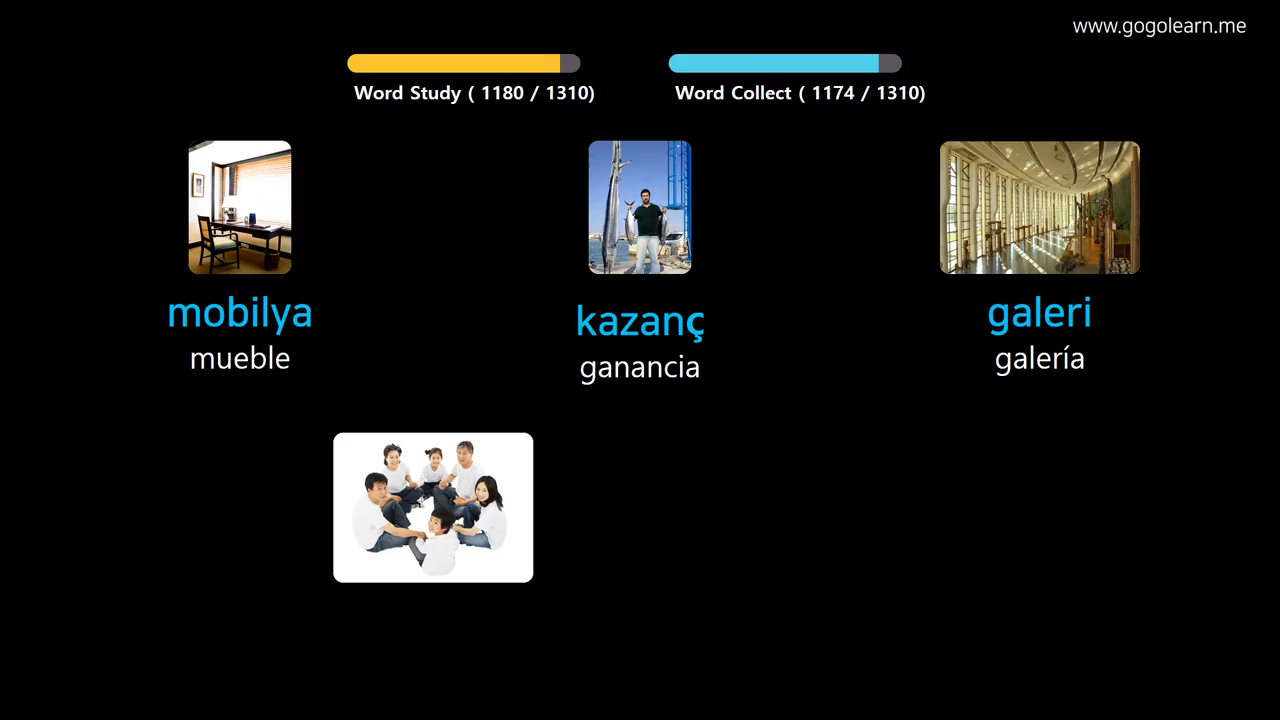 www.gogolearn.me
Word Study ( 1180 / 1310)
Word Collect ( 1174 / 1310)
mobilya
mueble
kazanç
ganancia
galeri
galería